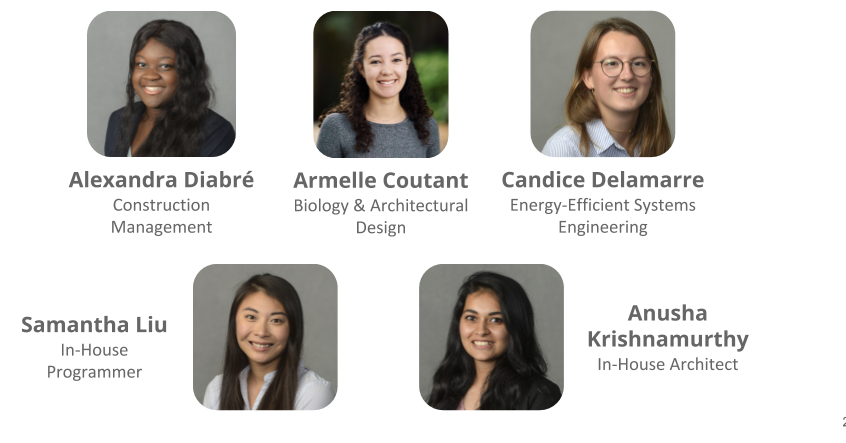 Alexandra Diabré
Construction
Management
Armelle Coutant
Biology & Architectural
Design
Candice Delamarre
Energy-Efficient Systems
Engineering
Samantha Liu
In-House
Programmer
Anusha
Krishnamurthy
In-House Architect